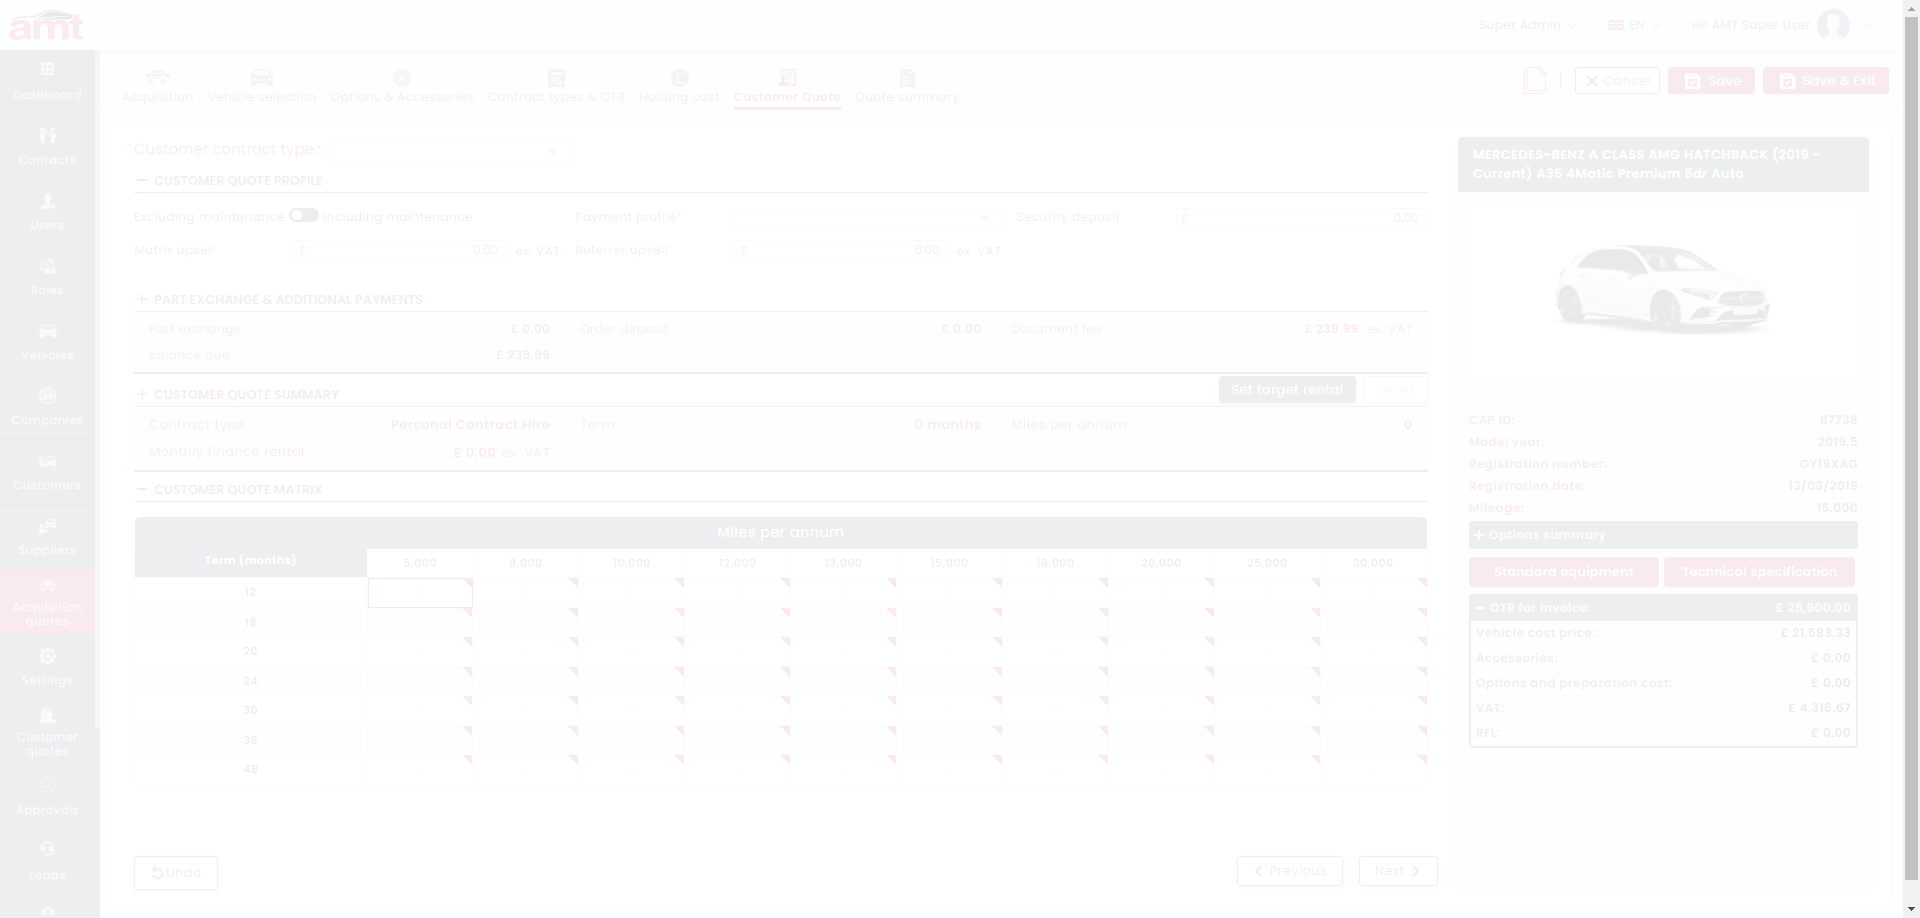 amt
Super Admin
EN
Hi! AMT Super User
Dashboard
Contacts
Users
Roles
Vehicles
Companies
Customers
Suppliers
Acquisition
quotes
Settings
Customer
quotes
Approvals
Leads
Acquisition
Vehicle selection
Options & Accessories
Contract types & OTR
Holding cost
Customer Quote
Quote summary
Cancel
Save
Save & Exit
Customer contract type :
CUSTOMER QUOTE PROFILE
Excluding maintenance Including maintenance
Payment profile*
Security deposit £ 0.00
Matrix upsell £ 0.00 ex. VAT
Referrer upsell £ 0.00 ex. VAT
PART EXCHANGE & ADDITIONAL PAYMENTS
Part exchange £ 0.00
Order deposit £ 0.00
Document fee £ 239.99 ex. VAT
Balance due £ 239.99
CUSTOMER QUOTE SUMMARY
Set target rental
Reset
Contract type Personal Contract Hire
Term 0 months
Miles per annum 0
Monthly finance rental £ 0.00 ex. VAT
CUSTOMER QUOTE MATRIX
Miles per annum
Term (months) 5,000 8,000 10,000 12,000 13,000 15,000 18,000 20,000 25,000 30,000
12 - - - - - - - - - -
18 - - - - - - - - - -
20 - - - - - - - - - -
24 - - - - - - - - - -
30 - - - - - - - - - -
36 - - - - - - - - - -
48 - - - - - - - - - -
Undo
Previous
Next
MERCEDES-BENZ A CLASS AMG HATCHBACK (2019 -
Current) A35 4Matic Premium 5dr Auto
CAP ID: 87736
Model year: 2019.5
Registration number: GY19XAG
Registration date: 13/03/2019
Mileage: 15,000
Options summary
Standard equipment
Technical specification
OTR for invoice: £ 25,900.00
Vehicle cost price: £ 21,583.33
Accessories: £ 0.00
Options and preparation cost: £ 0.00
VAT: £ 4,316.67
RFL: £ 0.00